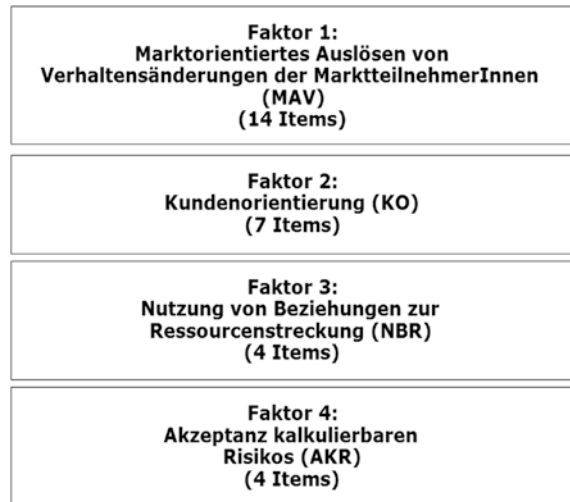 Faktor 1:
Marktorientiertes Auslösen von
Verhaltensänderungen der MarktteilnehmerInnen
(MAV)
(14 Items)
Faktor 2:
Kundenorientierung (KO)
(7 Items)
Faktor 3:
Nutzung von Beziehungen zur
Ressourcenstreckung (NBR)
(4 Items)
Faktor 4:
Akzeptanz kalkulierbaren
Risikos (AKR)
(4 Items)